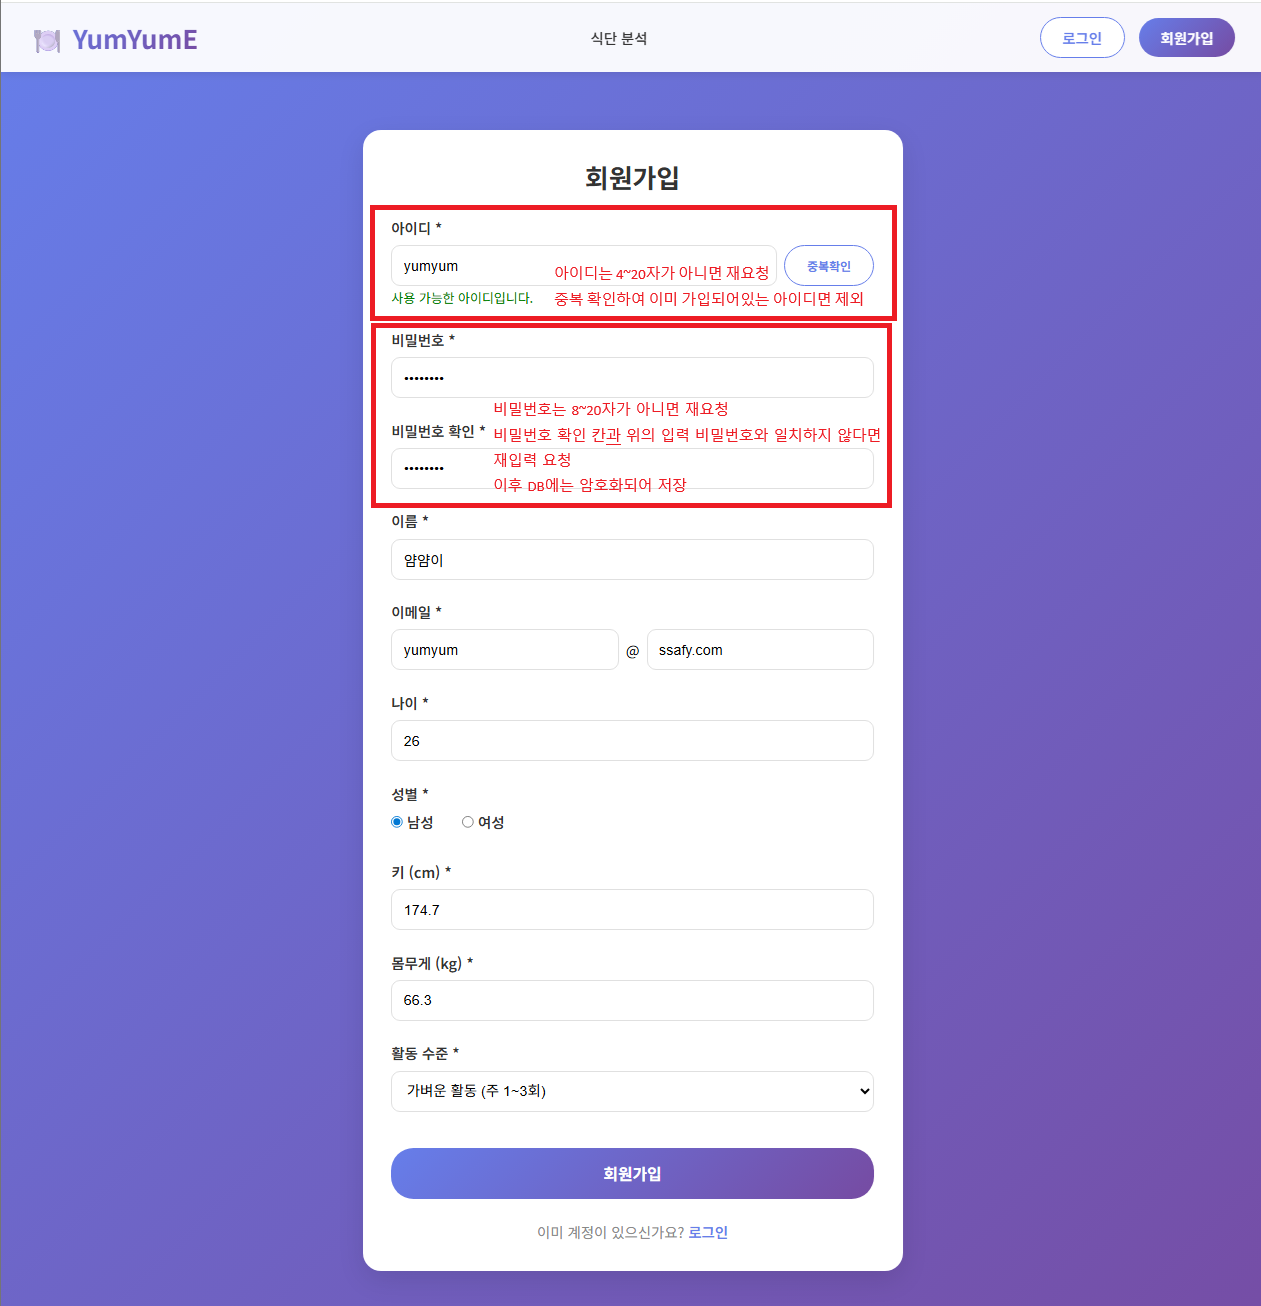 YumYumE
식단 분석
로그인
회원가입
회원가입
아이디 *
yumyum
중복확인
아이디는 4~20자가 아니면 재요청
사용 가능한 아이디입니다.
중복 확인하여 이미 가입되어있는 아이디면 제외
비밀번호 *
••••••••
비밀번호는 8~20자가 아니면 재요청
비밀번호 확인 *
비밀번호 확인 칸과 위의 입력 비밀번호와 일치하지 않다면
재입력 요청
••••••••
이후 DB에는 암호화되어 저장
이름 *
얌얌이
이메일 *
yumyum @ ssafy.com
나이 *
26
성별 *
남성 여성
키 (cm) *
174.7
몸무게 (kg) *
66.3
활동 수준 *
가벼운 활동 (주 1~3회)
회원가입
이미 계정이 있으신가요? 로그인